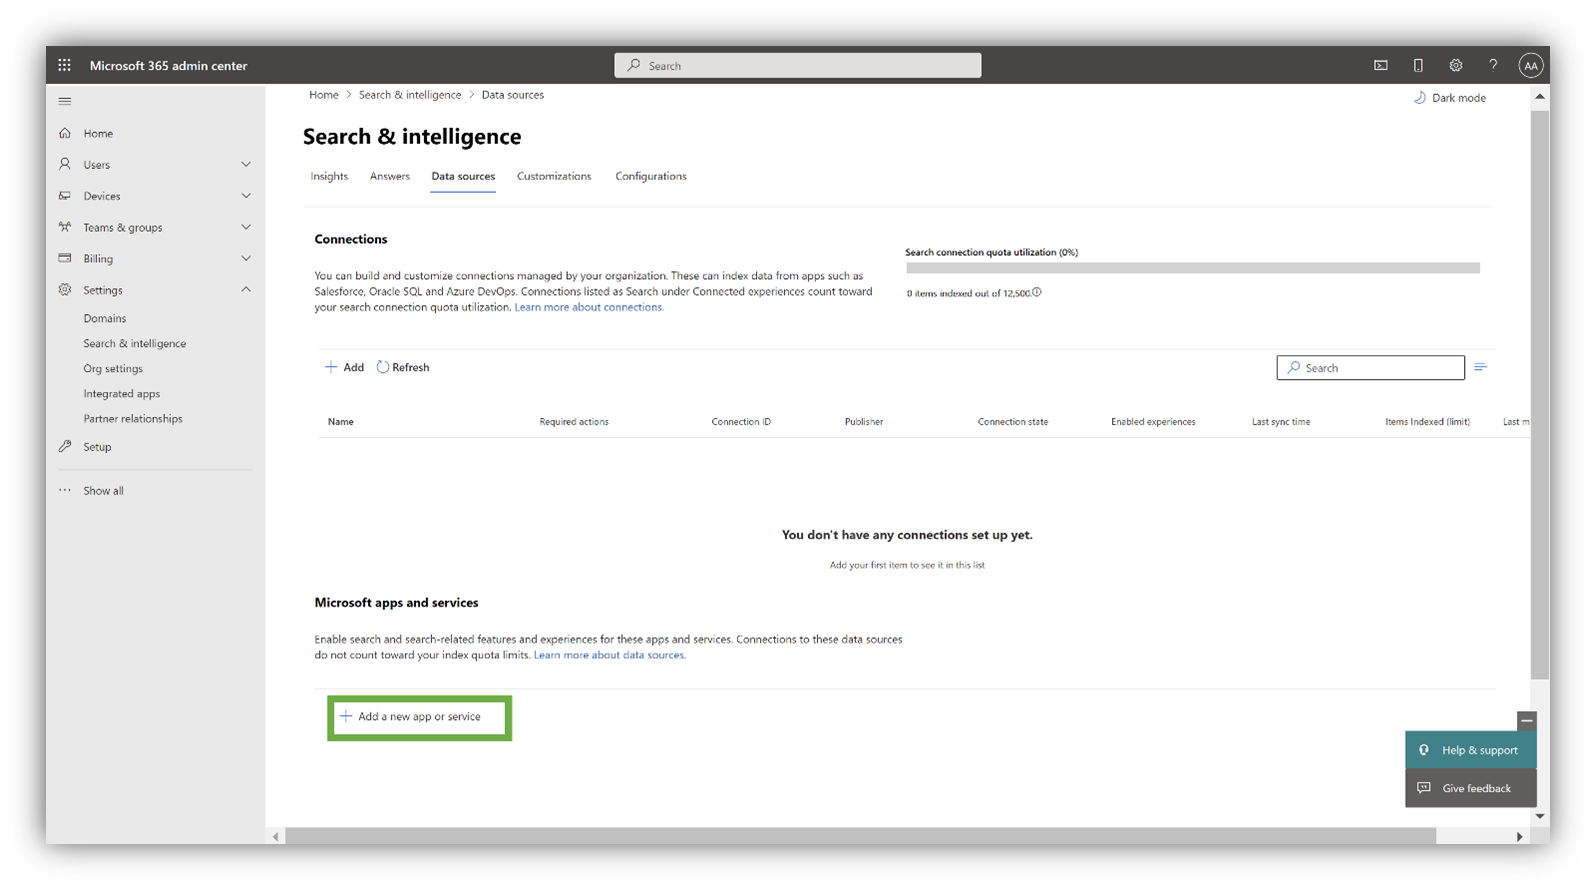 Microsoft 365 admin center
Search
?
AA
Home > Search & intelligence > Data sources
Dark mode
Home
Users
Devices
Teams & groups
Billing
Settings
Domains
Search & intelligence
Org settings
Integrated apps
Partner relationships
Setup
Show all
Search & intelligence
Insights Answers Data sources Customizations Configurations
Connections
You can build and customize connections managed by your organization. These can index data from apps such as
Salesforce, Oracle SQL and Azure DevOps. Connections listed as Search under Connected experiences count toward
your search connection quota utilization. Learn more about connections.
Search connection quota utilization (0%)
0 items indexed out of 12,500.
Add Refresh
Search
Name Required actions Connection ID Publisher Connection state Enabled experiences Last sync time Items Indexed (limit) Last m
You don't have any connections set up yet.
Add your first item to see it in this list
Microsoft apps and services
Enable search and search-related features and experiences for these apps and services. Connections to these data sources
do not count toward your index quota limits. Learn more about data sources.
Add a new app or service
Help & support
Give feedback